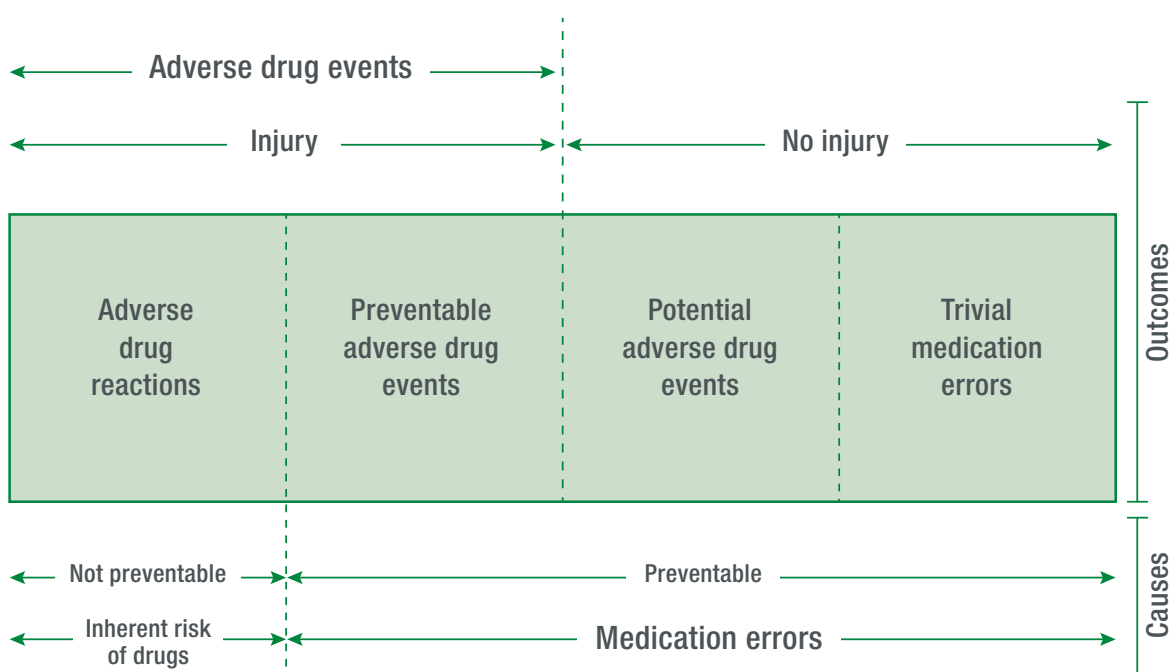 Adverse drug events
Injury
No injury
Adverse
drug
reactions
Preventable
adverse drug
events
Potential
adverse drug
events
Trivial
medication
errors
Outcomes
Not preventable
Preventable
Inherent risk
of drugs
Medication errors
Causes